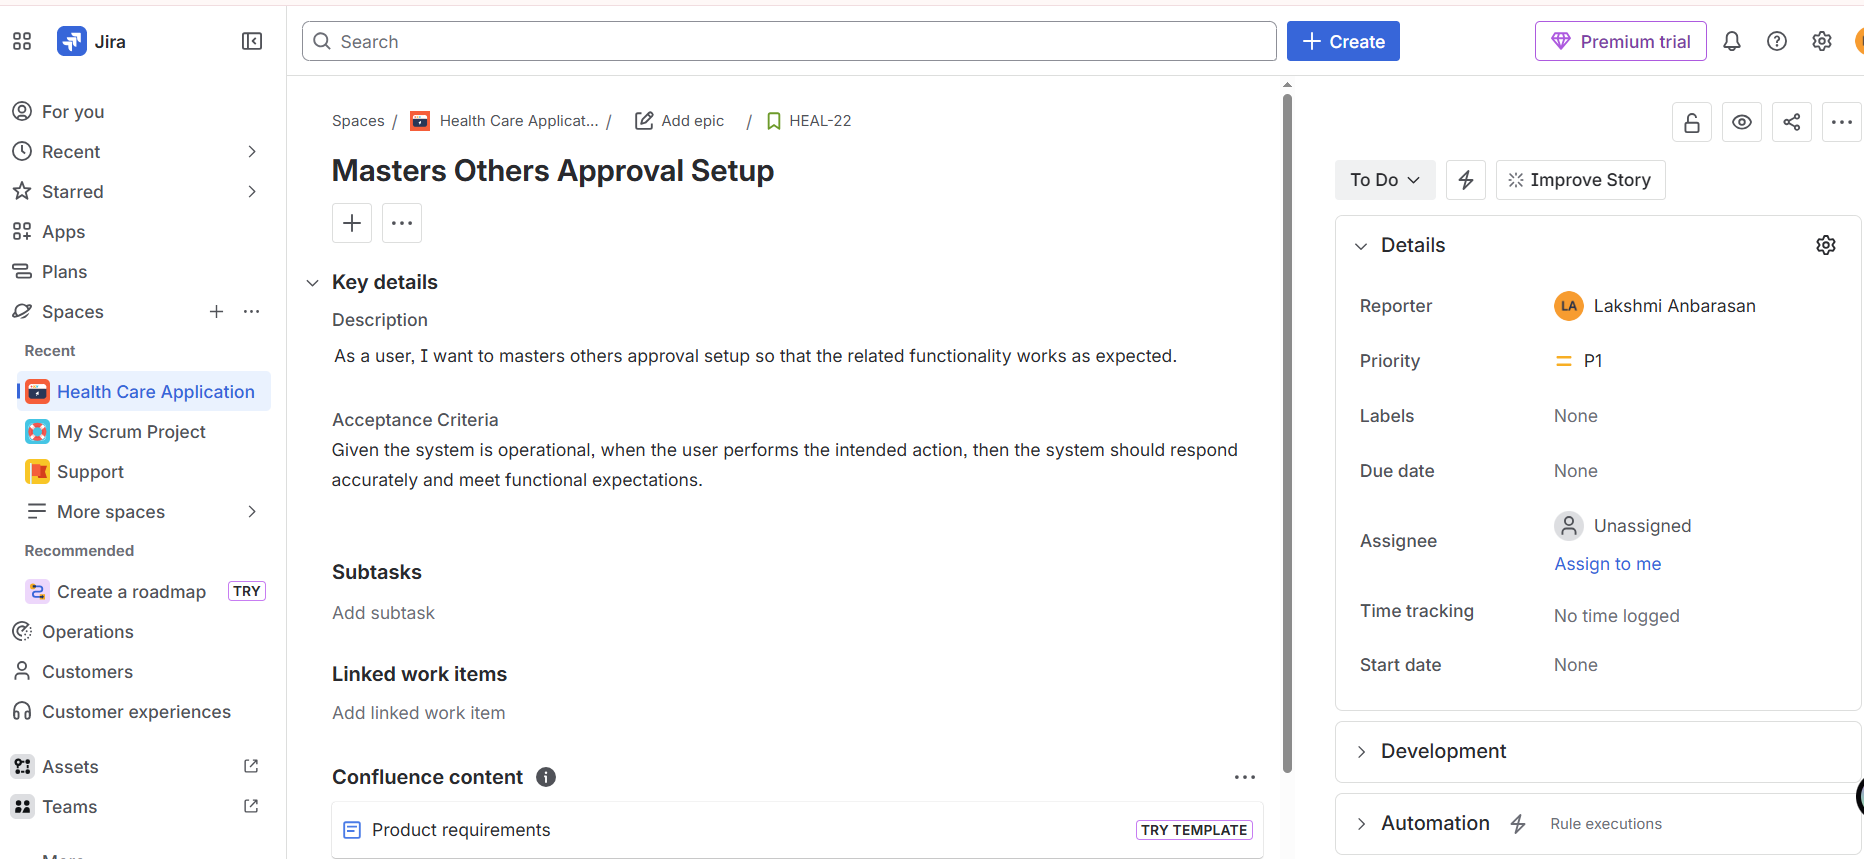 Jira
Search
Create
Premium trial
For you
Recent
Starred
Apps
Plans
Spaces
Recent
Health Care Application
My Scrum Project
Support
More spaces
Recommended
Create a roadmap TRY
Operations
Customers
Customer experiences
Assets
Teams
Spaces / Health Care Applicat... / Add epic / HEAL-22
Masters Others Approval Setup
Key details
Description
As a user, I want to masters others approval setup so that the related functionality works as expected.
Acceptance Criteria
Given the system is operational, when the user performs the intended action, then the system should respond
accurately and meet functional expectations.
Subtasks
Add subtask
Linked work items
Add linked work item
Confluence content
Product requirements TRY TEMPLATE
To Do
Improve Story
Details
Reporter LA Lakshmi Anbarasan
Priority P1
Labels None
Due date None
Assignee Unassigned
Assign to me
Time tracking No time logged
Start date None
Development
Automation Rule executions